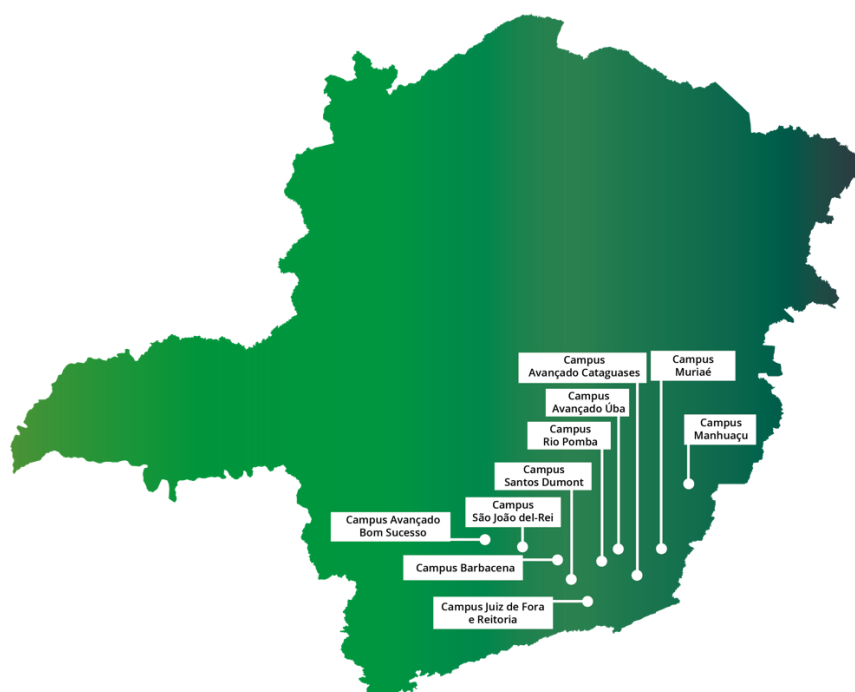 Campus
Avançado Cataguases
Campus
Muriaé
Campus
Avançado Úba
Campus
Manhuaçu
Campus
Rio Pomba
Campus
Santos Dumont
Campus
São João del-Rei
Campus Avançado
Bom Sucesso
Campus Barbacena
Campus Juiz de Fora
e Reitoria